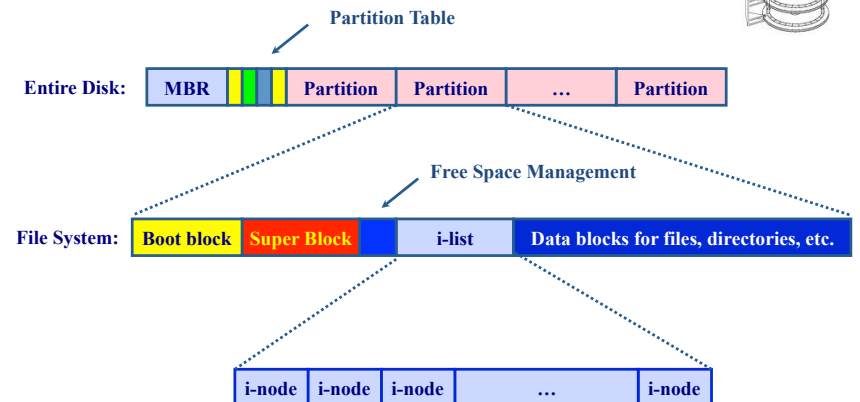 Partition Table
Entire Disk: MBR Partition Partition ... Partition
Free Space Management
File System: Boot block Super Block i-list Data blocks for files, directories, etc.
i-node i-node i-node ... i-node